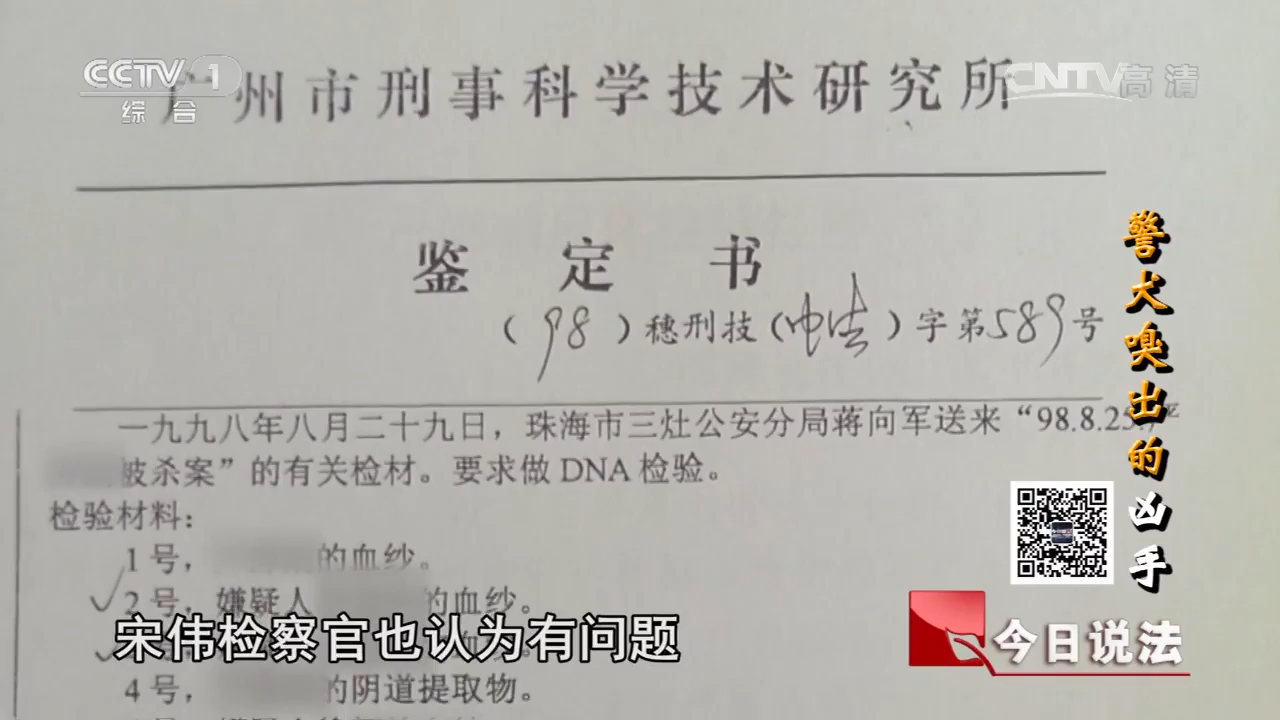 CCTV 1
综合
CNTV高清
广州市刑事科学技术研究所
鉴定书
(98)穗刑技(法)字第589号
一九九八年八月二十九日，珠海市三灶公安分局蒋向军送来“98.8.25.
被杀案”的有关检材。要求做 DNA 检验。
检验材料：
1 号，的血纱。
2 号，嫌疑人的血纱。
4 号，的阴道提取物。
宋伟检察官也认为有问题
警犬嗅出的凶手
今日说法